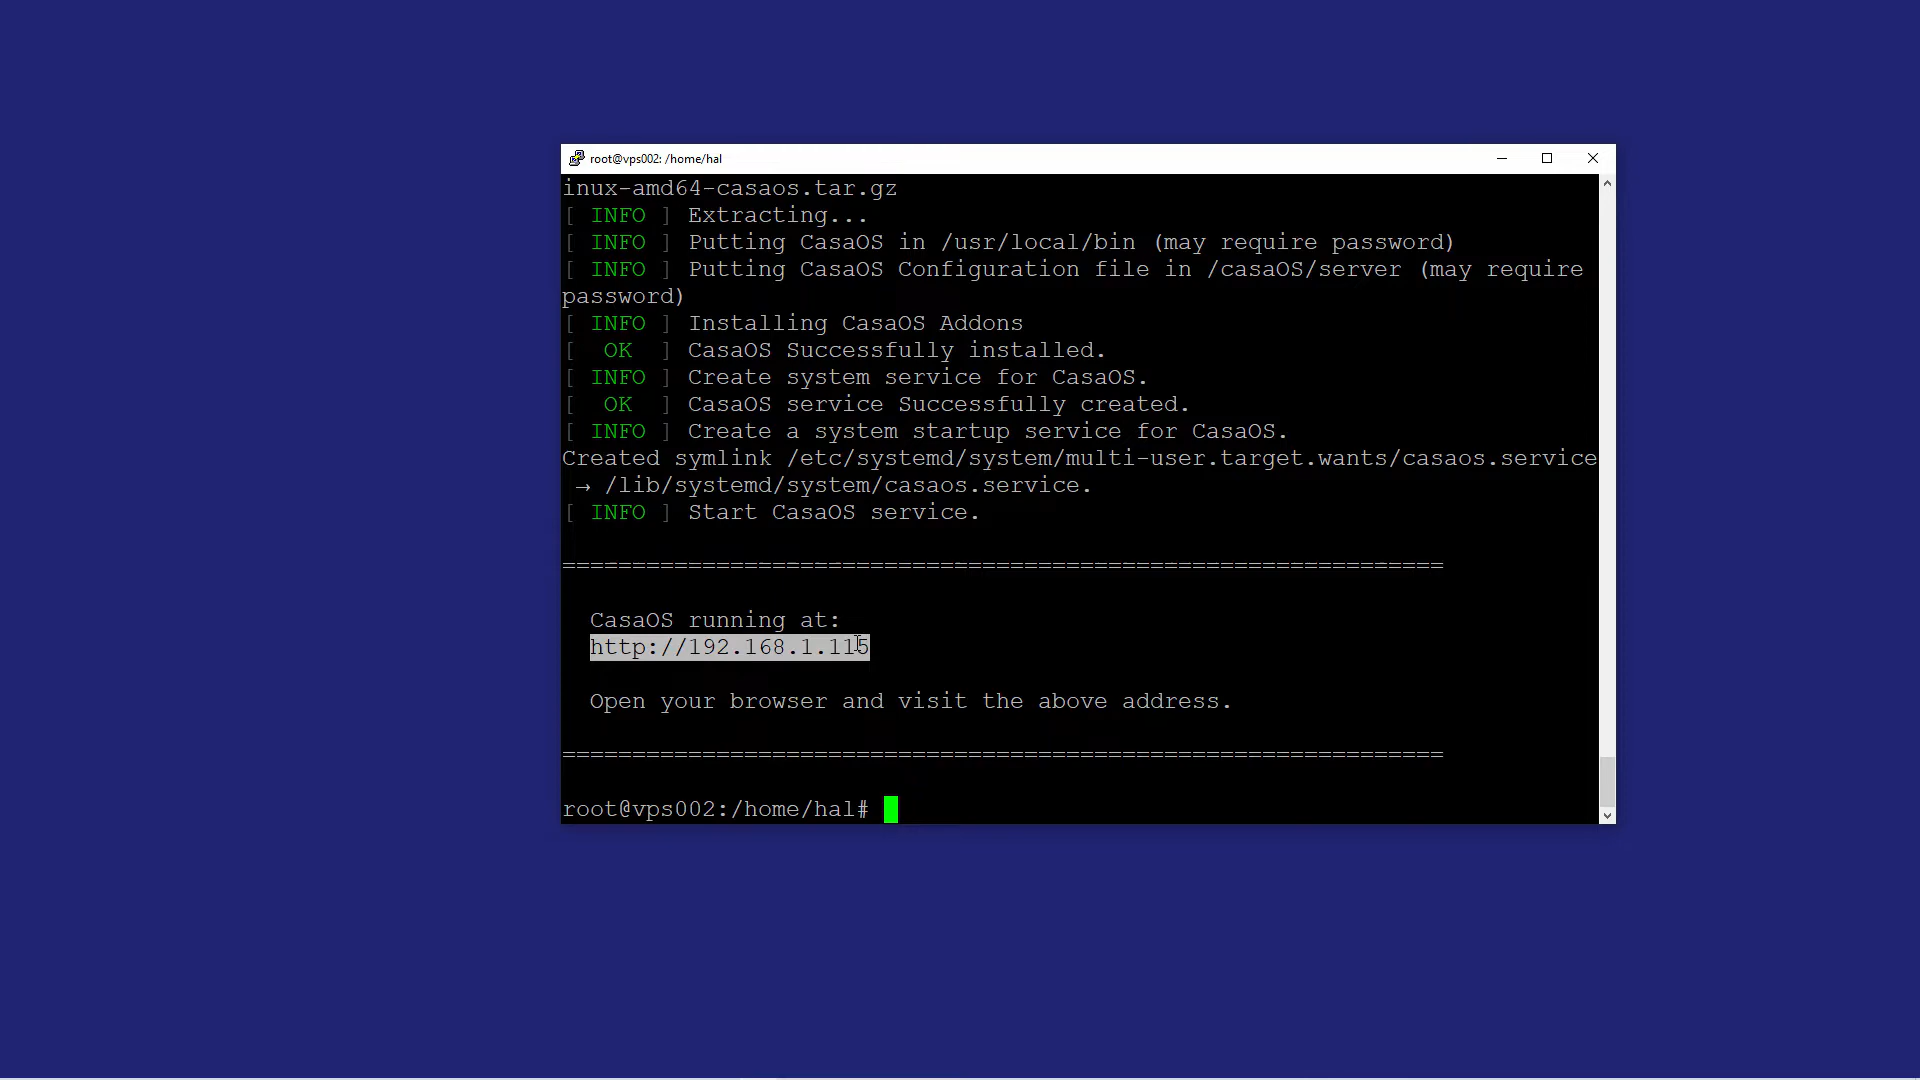 root@vps002: /home/hal
inux-amd64-casaos.tar.gz
[ INFO ] Extracting...
[ INFO ] Putting CasaOS in /usr/local/bin (may require password)
[ INFO ] Putting CasaOS Configuration file in /casaOS/server (may require
password)
[ INFO ] Installing CasaOS Addons
[  OK  ] CasaOS Successfully installed.
[ INFO ] Create system service for CasaOS.
[  OK  ] CasaOS service Successfully created.
[ INFO ] Create a system startup service for CasaOS.
Created symlink /etc/systemd/system/multi-user.target.wants/casaos.service
→ /lib/systemd/system/casaos.service.
[ INFO ] Start CasaOS service.
===============================================================
CasaOS running at:
http://192.168.1.115
Open your browser and visit the above address.
===============================================================
root@vps002:/home/hal#